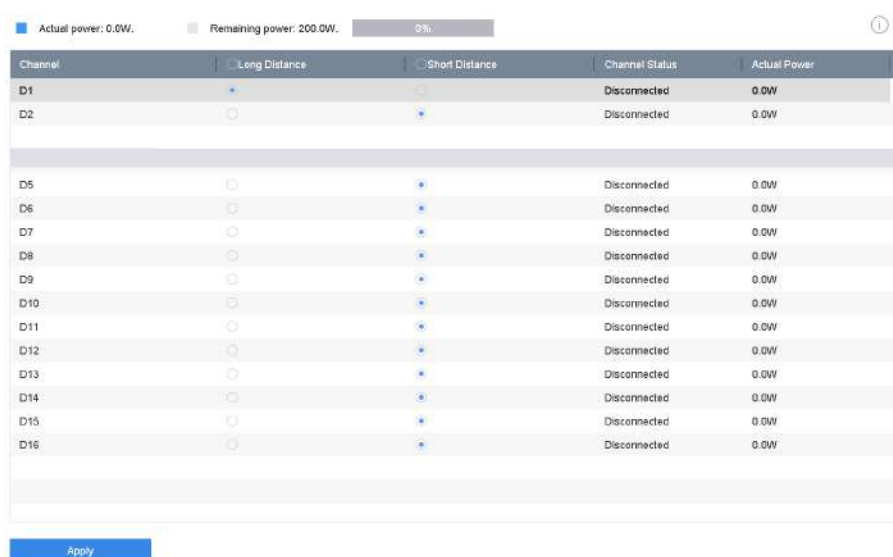 Actual power: 0.0W. Remaining power: 200.0W. 0%
Channel Long Distance Short Distance Channel Status Actual Power
D1 Disconnected 0.0W
D2 Disconnected 0.0W
D5 Disconnected 0.0W
D6 Disconnected 0.0W
D7 Disconnected 0.0W
D8 Disconnected 0.0W
D9 Disconnected 0.0W
D10 Disconnected 0.0W
D11 Disconnected 0.0W
D12 Disconnected 0.0W
D13 Disconnected 0.0W
D14 Disconnected 0.0W
D15 Disconnected 0.0W
D16 Disconnected 0.0W
Apply